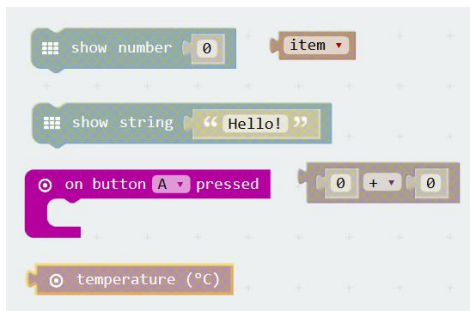 show number 0
item
show string “ Hello! ”
on button A pressed
0 + 0
temperature (°C)